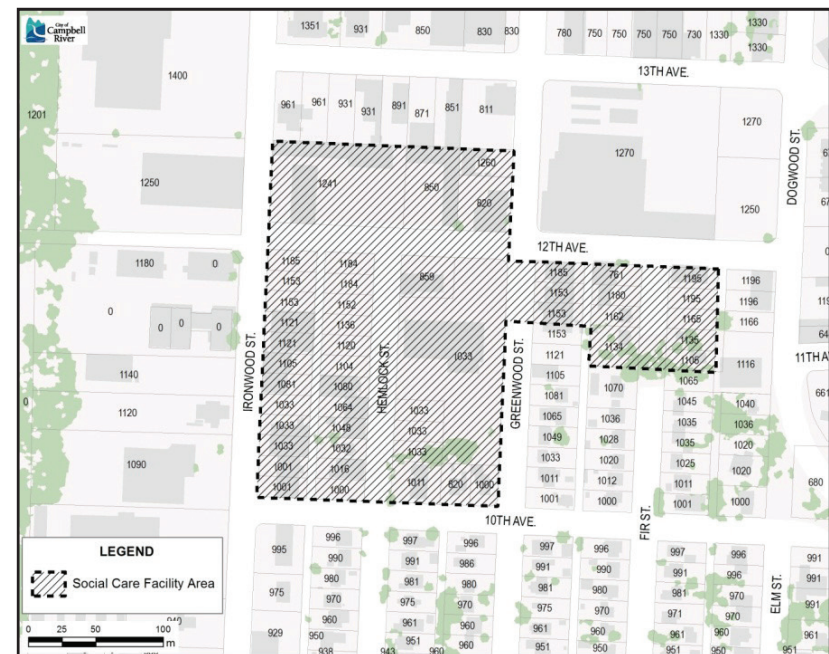 City of
Campbell
River
1351 931 850 830 830 780 750 750 750 750 730 1330 1330
1330
13TH AVE.
1400
1201
961 961 931 931 891 871 851 811
1270
1270
1250
1250
DOGWOOD ST.
1260
1241 850 820
12TH AVE.
1180 0
1185 1184 859 1185 761 1195 1196
1153 1184 1153 1180 1195 1196
1153 1152 1153 1162 1165 1166
0 0 0 0
1121 1136 1153 1134 1135
1121 1120 1033 1121 1105 1116
11TH AV
1105 1104 1105 1065
1140
1081 1080 1081 1070 1045 1040
IRONWOOD ST.
HEMLOCK ST.
GREENWOOD ST.
1120
1033 1064 1033 1065 1036 1035 1036
1033 1048 1033 1049 1028 1035 1020
1033 1032 1033 1033 1020 1025 1020
1090
1001 1016 1011 820 1000 1011 1012 1011
1001 1000 1001 1000 1001 1000
661
680
10TH AVE.
FIR ST.
ELM ST.
995 996 997 996 997 996 997 996 991
990 991 986 991 990 991 996 991
975 980 981 980 981 980 981 970 991
970 975 970 975 970 971 970
960 961 960 961 960 961 960 961
929 950 951 960 951 950 951 950 951
938 943
940
LEGEND
Social Care Facility Area
0 25 50 100
m